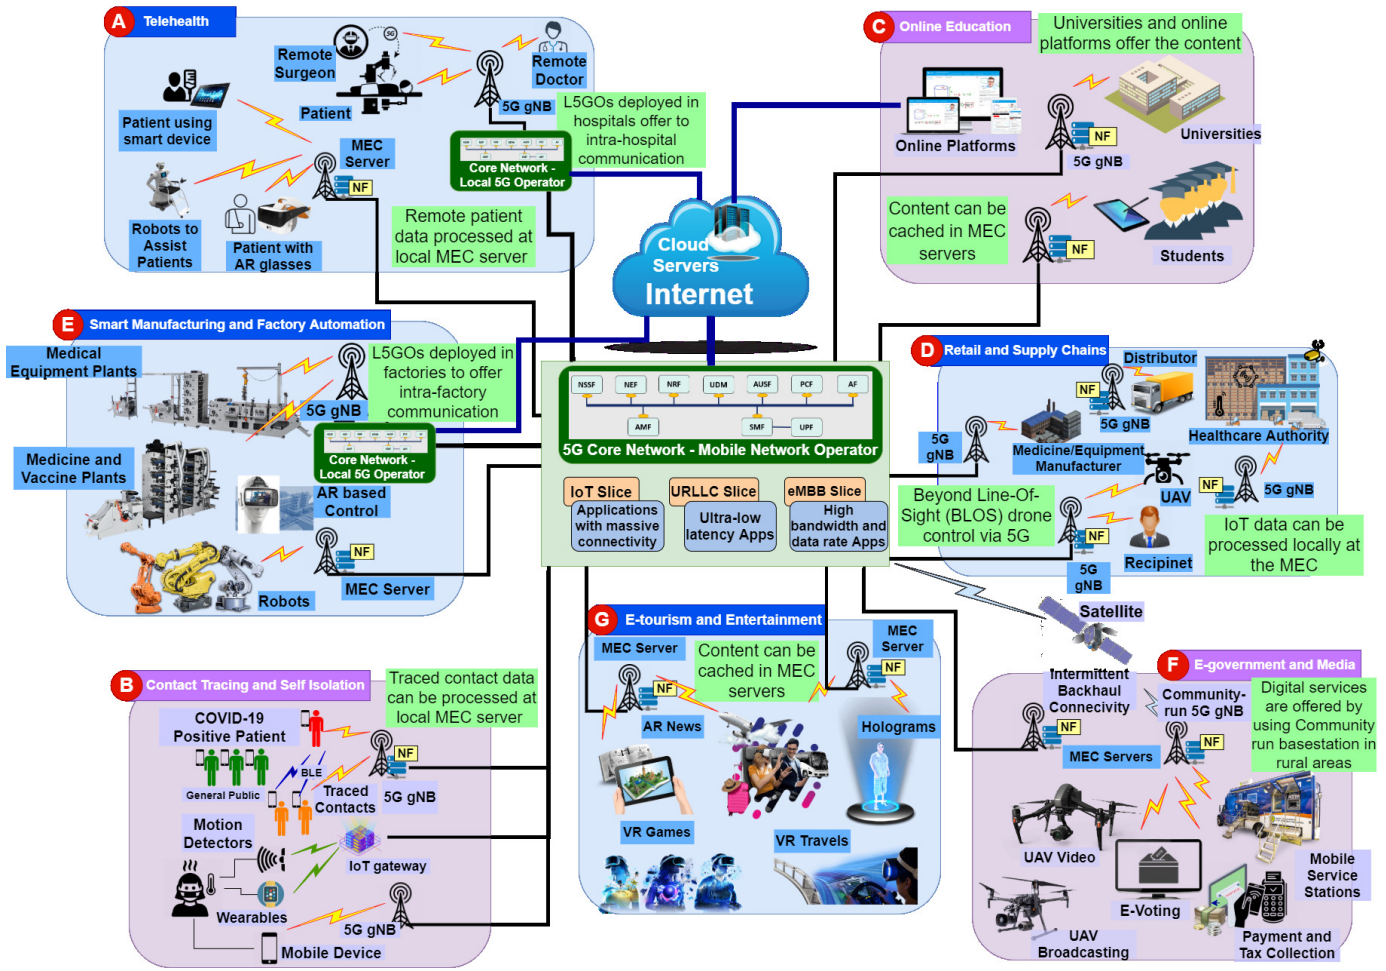 A
Telehealth
Remote
Surgeon
5G
Remote
Doctor
Patient
5G gNB
Patient using
smart device
MEC
Server
NF
Robots to
Assist
Patients
Patient with
AR glasses
L5GOs deployed in
hospitals offer to
intra-hospital
communication
Core Network -
Local 5G Operator
Remote patient
data processed at
local MEC server
Cloud
Servers
Internet
C
Online Education
Universities and online
platforms offer the content
Online Platforms
NF
5G gNB
Universities
Content can be
cached in MEC
servers
NF
Students
E
Smart Manufacturing and Factory Automation
Medical
Equipment Plants
5G gNB
L5GOs deployed in
factories to offer
intra-factory
communication
Core Network -
Local 5G Operator
Medicine and
Vaccine Plants
AR based
Control
NF
MEC Server
Robots
NSSF
NEF
NRF
UDM
AUSF
PCF
AF
AMF
SMF
UPF
5G Core Network - Mobile Network Operator
IoT Slice
Applications
with massive
connectivity
URLLC Slice
Ultra-low
latency Apps
eMBB Slice
High
bandwidth and
data rate Apps
D
Retail and Supply Chains
Distributor
NF
5G gNB
5G
gNB
Medicine/Equipment
Manufacturer
Healthcare Authority
UAV
NF
5G gNB
Beyond Line-Of-
Sight (BLOS) drone
control via 5G
NF
5G
gNB
Recipinet
IoT data can be
processed locally at
the MEC
Satellite
B
Contact Tracing and Self Isolation
Traced contact data
can be processed at
local MEC server
COVID-19
Positive Patient
General Public
BLE
Traced
Contacts
NF
5G gNB
Motion
Detectors
IoT gateway
Wearables
5G gNB
Mobile Device
G
E-tourism and Entertainment
MEC Server
NF
Content can be
cached in MEC
servers
MEC
Server
NF
AR News
Holograms
VR Games
VR Travels
F
E-government and Media
Intermittent
Backhaul
Connecivity
Community-
run 5G gNB
NF
MEC Servers
NF
Digital services
are offered by
using Community
run basestation in
rural areas
UAV Video
E-Voting
Mobile
Service
Stations
UAV
Broadcasting
Payment and
Tax Collection